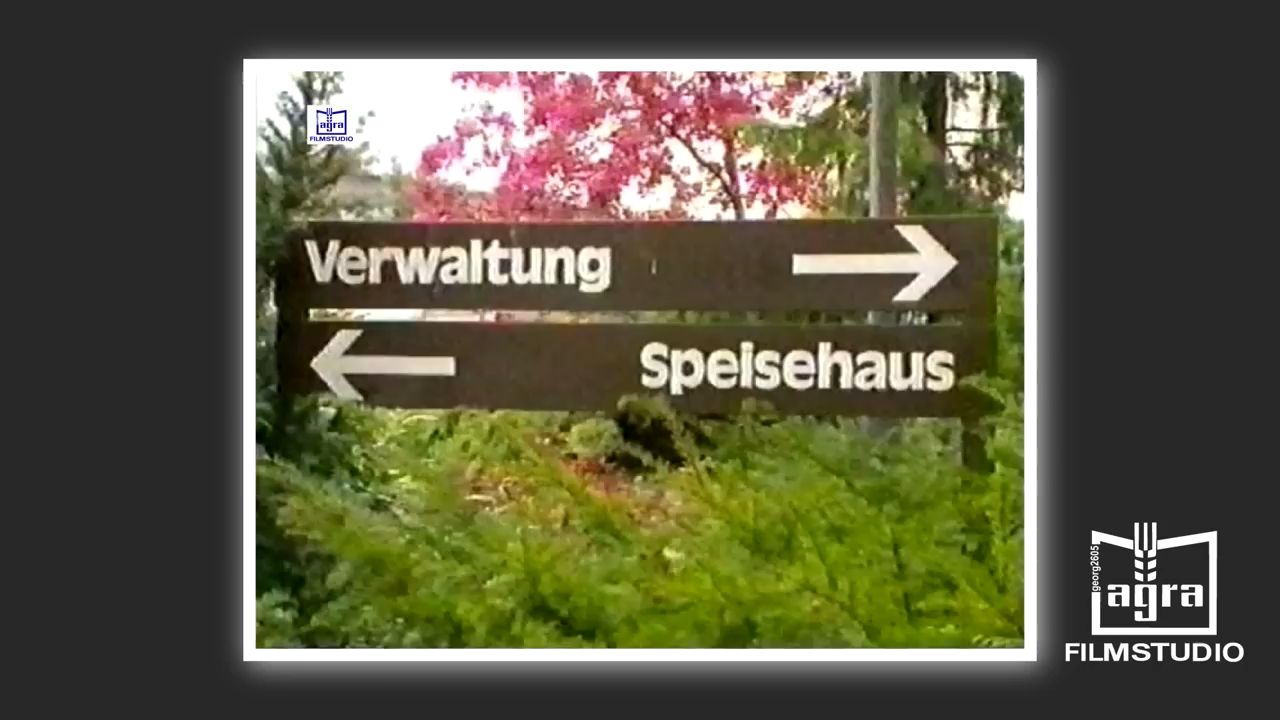 agra
FILMSTUDIO
Verwaltung
Speisehaus
georg2605
agra
FILMSTUDIO